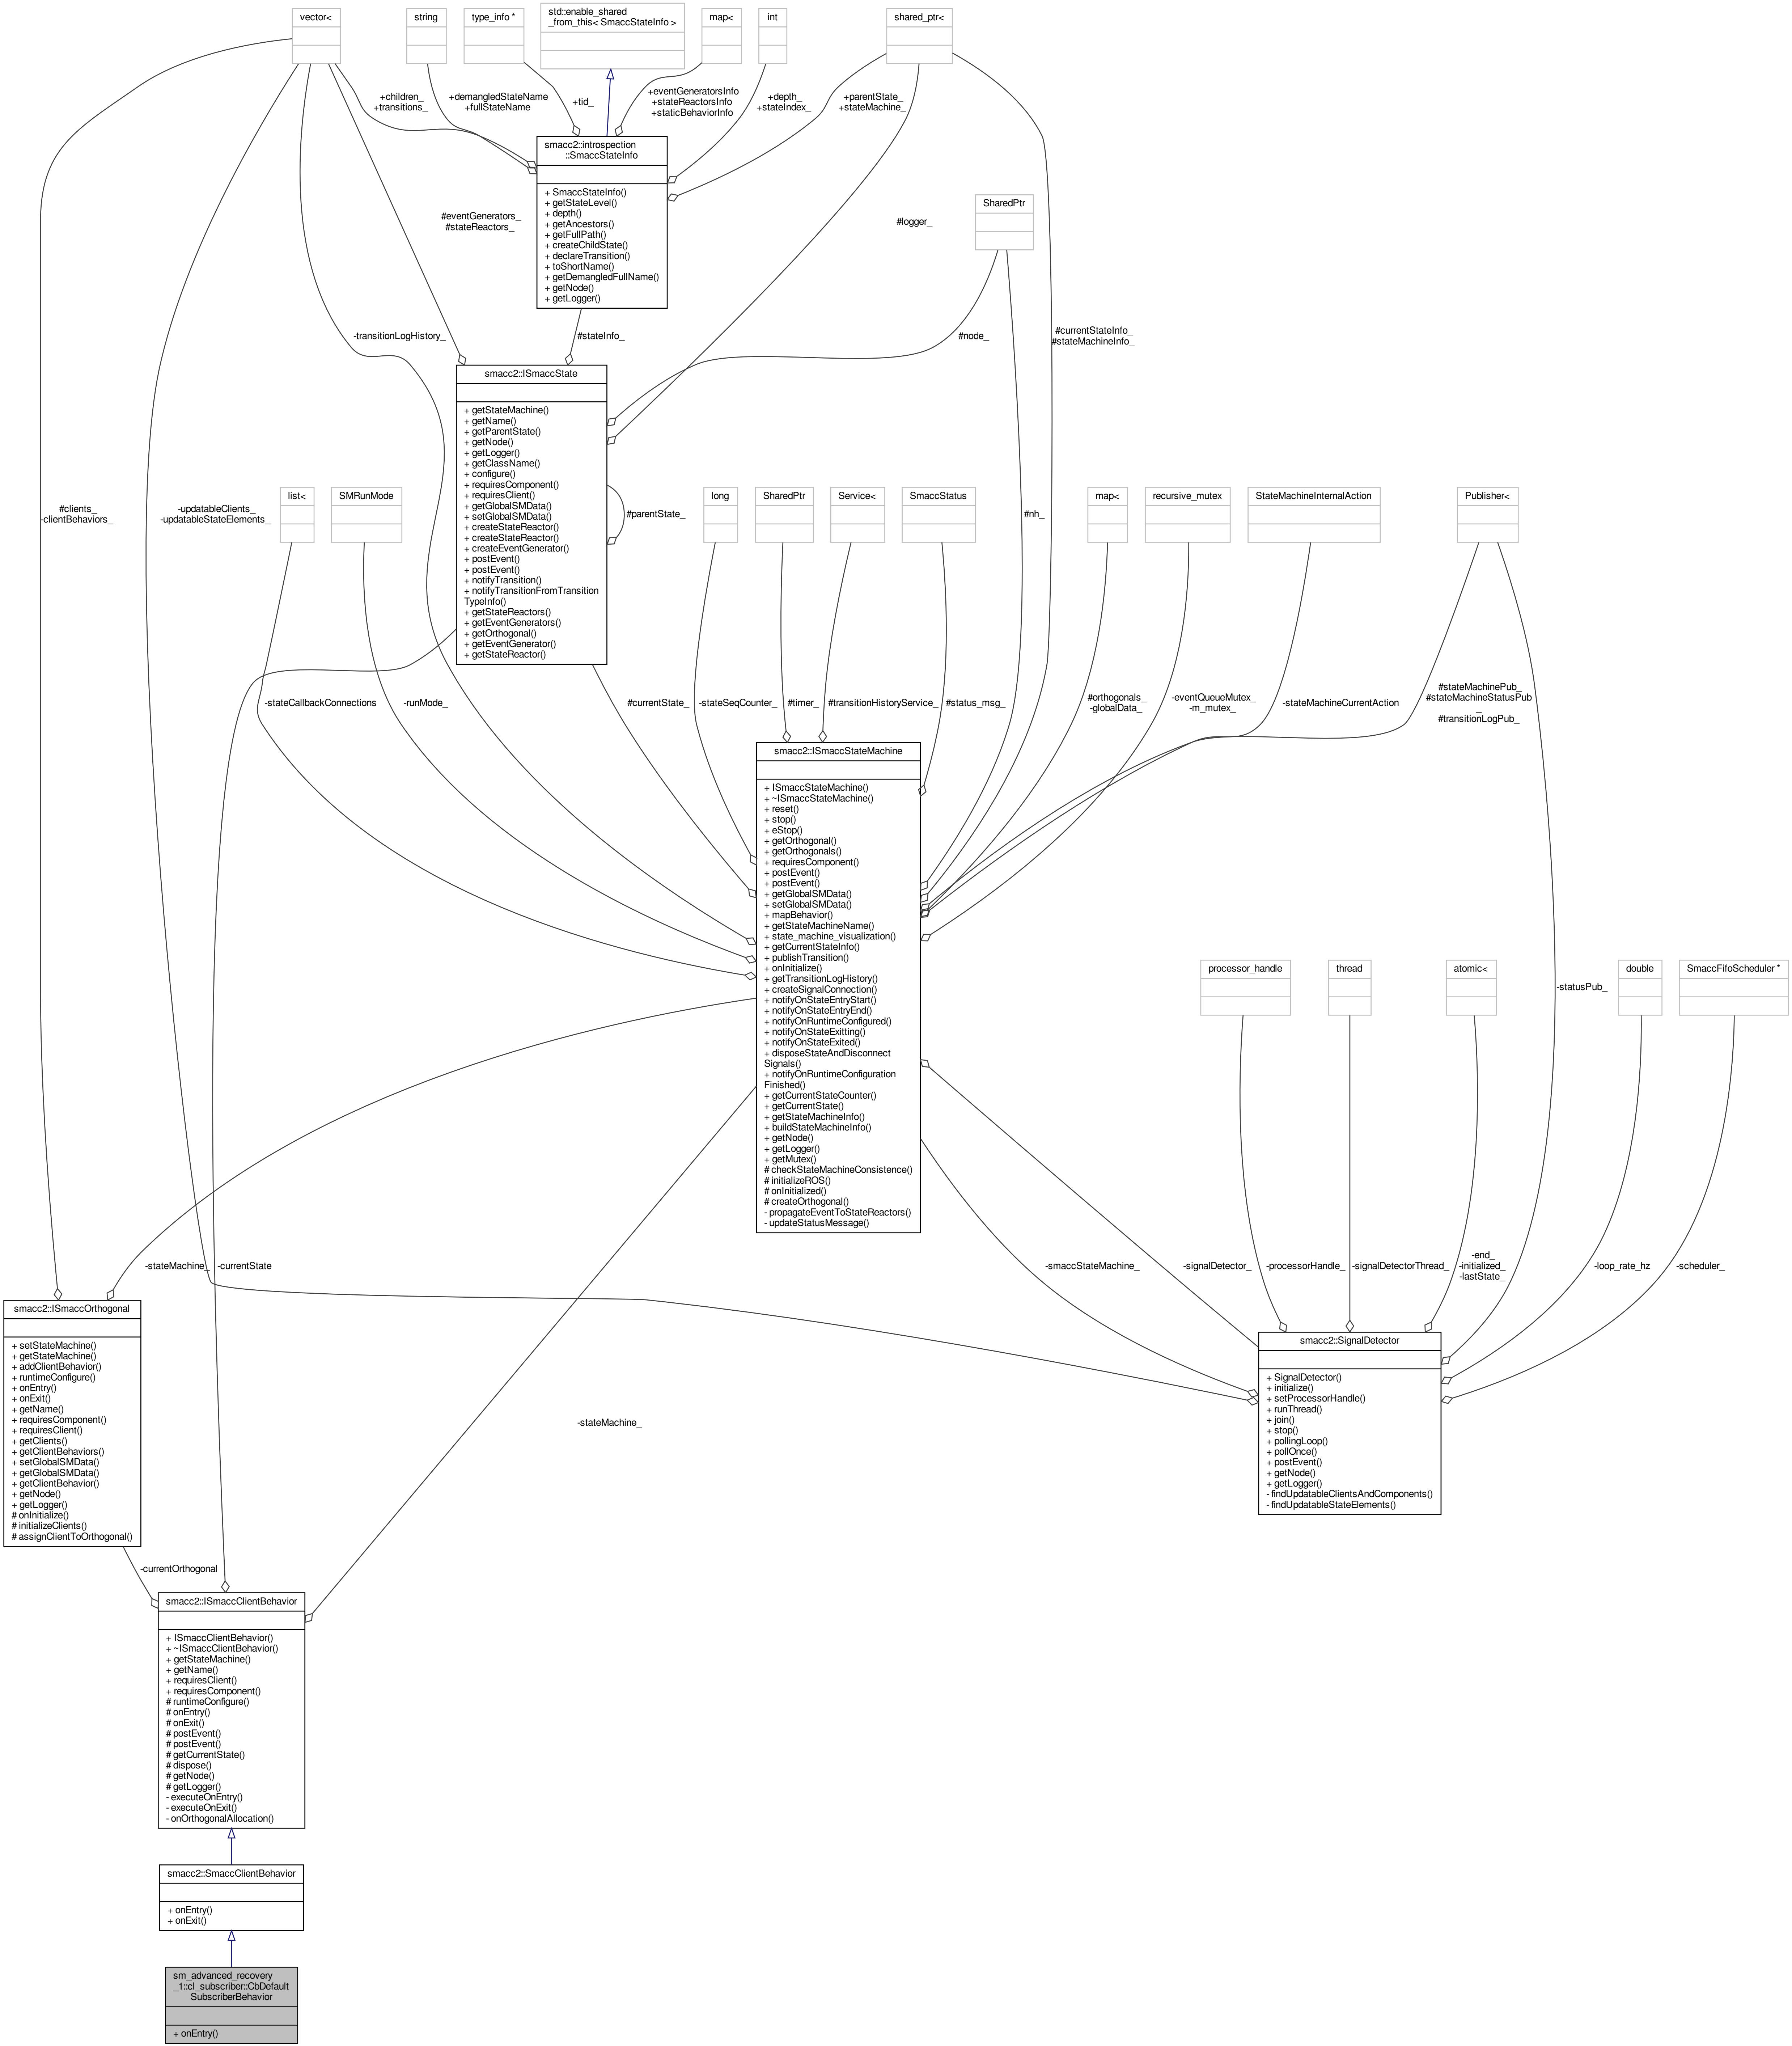 vector<
string
type_info *
std::enable_shared
_from_this< SmaccStateInfo >
map<
int
shared_ptr<
+children_
+transitions_
+demangledStateName
+fullStateName
+tid_
+eventGeneratorsInfo
+stateReactorsInfo
+staticBehaviorInfo
+depth_
+stateIndex_
+parentState_
+stateMachine_
smacc2::introspection
::SmaccStateInfo
+ SmaccStateInfo()
+ getStateLevel()
+ depth()
+ getAncestors()
+ getFullPath()
+ createChildState()
+ declareTransition()
+ toShortName()
+ getDemangledFullName()
+ getNode()
+ getLogger()
SharedPtr
#eventGenerators_
#stateReactors_
#logger_
-transitionLogHistory_
#stateInfo_
#node_
#currentStateInfo_
#stateMachineInfo_
smacc2::ISmaccState
+ getStateMachine()
+ getName()
+ getParentState()
+ getNode()
+ getLogger()
+ getClassName()
+ configure()
+ requiresComponent()
+ requiresClient()
+ getGlobalSMData()
+ setGlobalSMData()
+ createStateReactor()
+ createStateReactor()
+ createEventGenerator()
+ postEvent()
+ postEvent()
+ notifyTransition()
+ notifyTransitionFromTransition
TypeInfo()
+ getStateReactors()
+ getEventGenerators()
+ getOrthogonal()
+ getEventGenerator()
+ getStateReactor()
#parentState_
#clients_
-clientBehaviors_
-updatableClients_
-updatableStateElements_
list<
SMRunMode
long
SharedPtr
Service<
SmaccStatus
#nh_
map<
recursive_mutex
StateMachineInternalAction
Publisher<
-stateCallbackConnections
-runMode_
#currentState_
-stateSeqCounter_
#timer_
#transitionHistoryService_
#status_msg_
#orthogonals_
-globalData_
-eventQueueMutex_
-m_mutex_
-stateMachineCurrentAction
#stateMachinePub_
#stateMachineStatusPub
_
#transitionLogPub_
smacc2::ISmaccStateMachine
+ ISmaccStateMachine()
+ ~ISmaccStateMachine()
+ reset()
+ stop()
+ eStop()
+ getOrthogonal()
+ getOrthogonals()
+ requiresComponent()
+ postEvent()
+ postEvent()
+ getGlobalSMData()
+ setGlobalSMData()
+ mapBehavior()
+ getStateMachineName()
+ state_machine_visualization()
+ getCurrentStateInfo()
+ publishTransition()
+ onInitialize()
+ getTransitionLogHistory()
+ createSignalConnection()
+ notifyOnStateEntryStart()
+ notifyOnStateEntryEnd()
+ notifyOnRuntimeConfigured()
+ notifyOnStateExitting()
+ notifyOnStateExited()
+ disposeStateAndDisconnect
Signals()
+ notifyOnRuntimeConfiguration
Finished()
+ getCurrentStateCounter()
+ getCurrentState()
+ getStateMachineInfo()
+ buildStateMachineInfo()
+ getNode()
+ getLogger()
+ getMutex()
# checkStateMachineConsistence()
# initializeROS()
# onInitialized()
# createOrthogonal()
- propagateEventToStateReactors()
- updateStatusMessage()
processor_handle
thread
atomic<
-statusPub_
double
SmaccFifoScheduler *
-stateMachine_
-currentState
-smaccStateMachine_
-signalDetector_
-processorHandle_
-signalDetectorThread_
-end_
-initialized_
-lastState_
-loop_rate_hz
-scheduler_
smacc2::ISmaccOrthogonal
+ setStateMachine()
+ getStateMachine()
+ addClientBehavior()
+ runtimeConfigure()
+ onEntry()
+ onExit()
+ getName()
+ requiresComponent()
+ requiresClient()
+ getClients()
+ getClientBehaviors()
+ setGlobalSMData()
+ getGlobalSMData()
+ getClientBehavior()
+ getNode()
+ getLogger()
# onInitialize()
# initializeClients()
# assignClientToOrthogonal()
-stateMachine_
smacc2::SignalDetector
+ SignalDetector()
+ initialize()
+ setProcessorHandle()
+ runThread()
+ join()
+ stop()
+ pollingLoop()
+ pollOnce()
+ postEvent()
+ getNode()
+ getLogger()
- findUpdatableClientsAndComponents()
- findUpdatableStateElements()
-currentOrthogonal
smacc2::ISmaccClientBehavior
+ ISmaccClientBehavior()
+ ~ISmaccClientBehavior()
+ getStateMachine()
+ getName()
+ requiresClient()
+ requiresComponent()
# runtimeConfigure()
# onEntry()
# onExit()
# postEvent()
# postEvent()
# getCurrentState()
# dispose()
# getNode()
# getLogger()
- executeOnEntry()
- executeOnExit()
- onOrthogonalAllocation()
smacc2::SmaccClientBehavior
+ onEntry()
+ onExit()
sm_advanced_recovery
_1::cl_subscriber::CbDefault
SubscriberBehavior
+ onEntry()